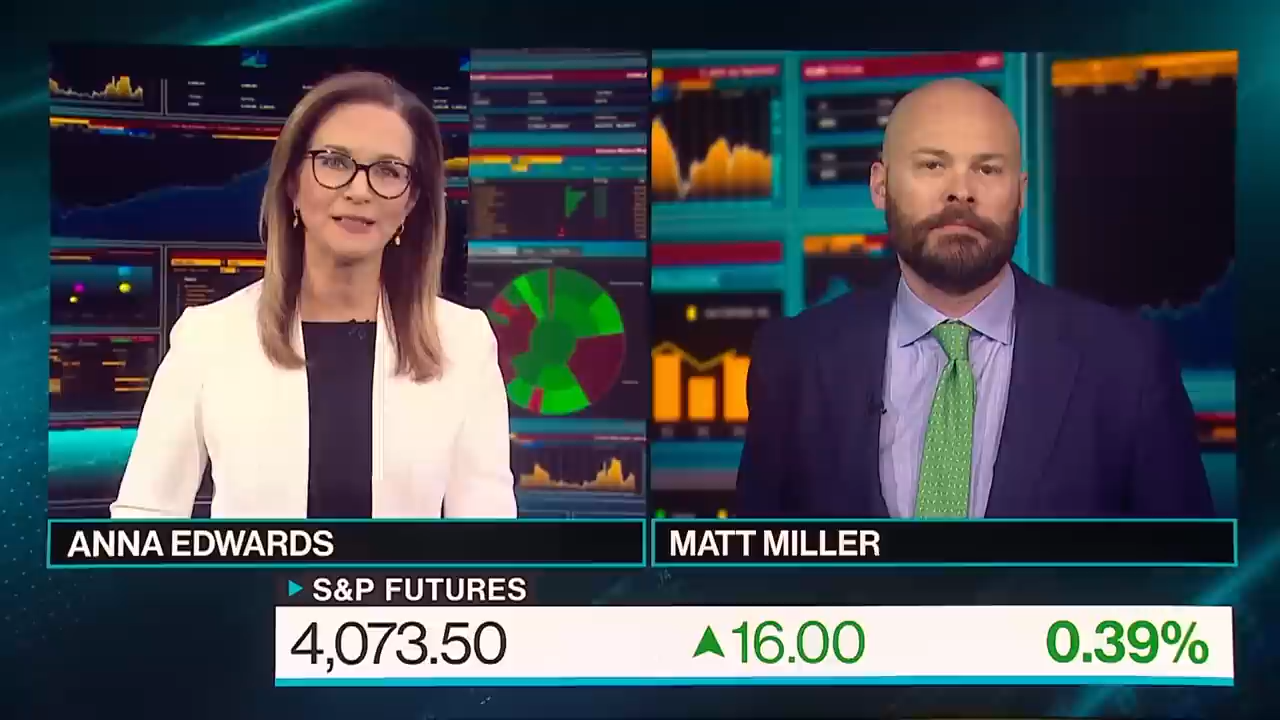 ANNA EDWARDS
MATT MILLER
S&P FUTURES
4,073.50 ▲16.00 0.39%